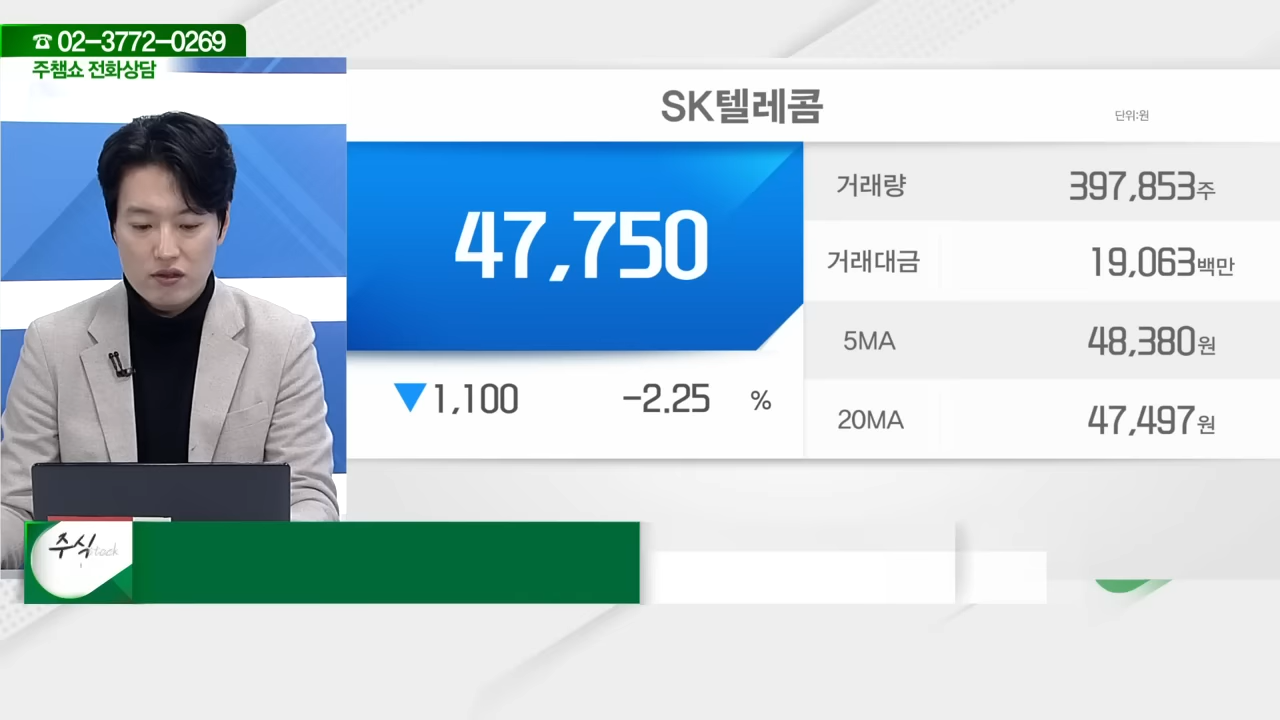 ☎ 02-3772-0269
주챔쇼 전화상담
SK텔레콤
단위:원
47,750
▼1,100 -2.25 %
거래량 397,853주
거래대금 19,063백만
5MA 48,380원
20MA 47,497원
주식
stock